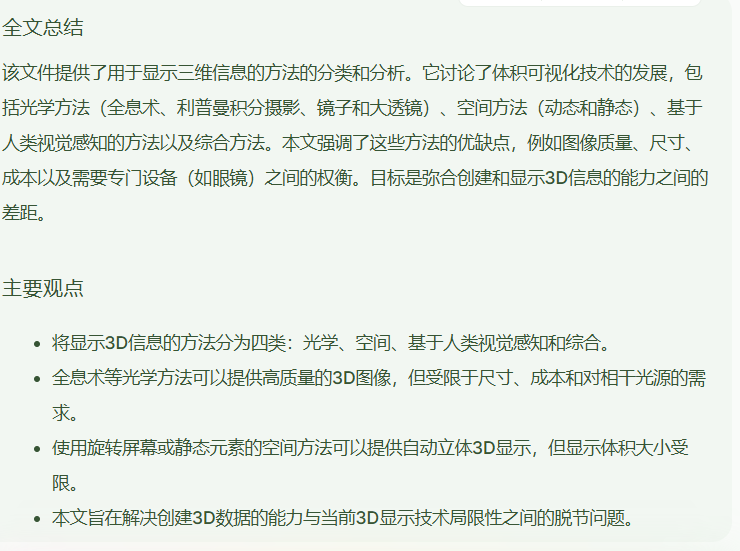 全文总结
该文件提供了用于显示三维信息的方法的分类和分析。它讨论了体积可视化技术的发展，包
括光学方法（全息术、利普曼积分摄影、镜子和大透镜）、空间方法（动态和静态）、基于
人类视觉感知的方法以及综合方法。本文强调了这些方法的优缺点，例如图像质量、尺寸、
成本以及需要专门设备（如眼镜）之间的权衡。目标是弥合创建和显示3D信息的能力之间的
差距。
主要观点
• 将显示3D信息的方法分为四类：光学、空间、基于人类视觉感知和综合。
• 全息术等光学方法可以提供高质量的3D图像，但受限于尺寸、成本和对相干光源的需
求。
• 使用旋转屏幕或静态元素的空间方法可以提供自动立体3D显示，但显示体积大小受
限。
• 本文旨在解决创建3D数据的能力与当前3D显示技术局限性之间的脱节问题。